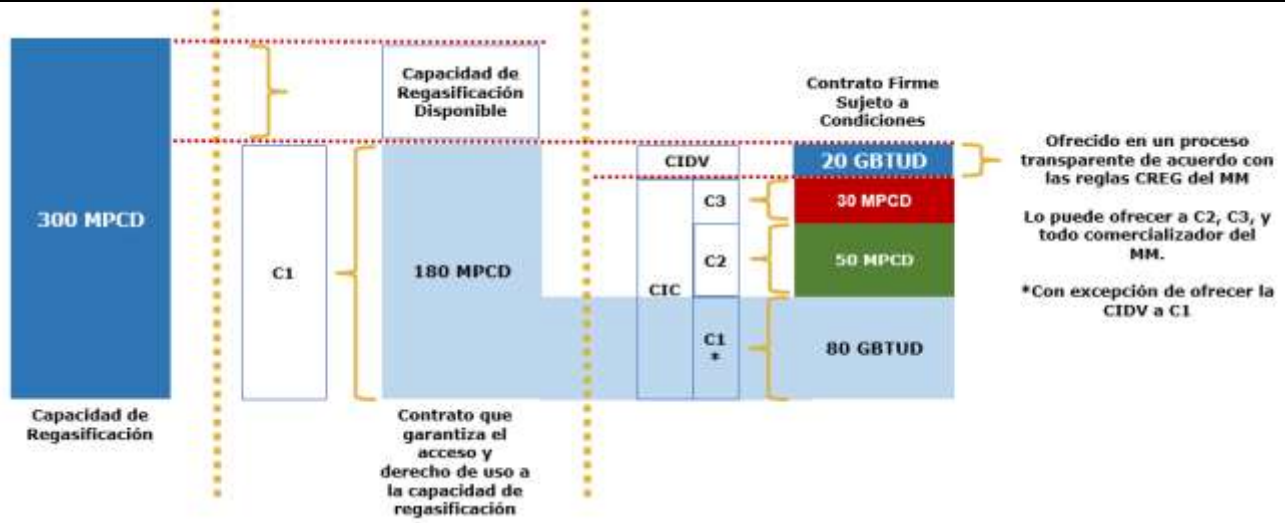 300 MPCD
Capacidad de
Regasificación
C1
Capacidad de
Regasificación
Disponible
180 MPCD
Contrato que
garantiza el
acceso y
derecho de uso a
la capacidad de
regasificación
CIDV
CIC
C3
C2
C1
*
Contrato Firme
Sujeto a
Condiciones
20 GBTUD
30 MPCD
50 MPCD
80 GBTUD
Ofrecido en un proceso
transparente de acuerdo con
las reglas CREG del MM
Lo puede ofrecer a C2, C3, y
todo comercializador del
MM.
*Con excepción de ofrecer la
CIDV a C1